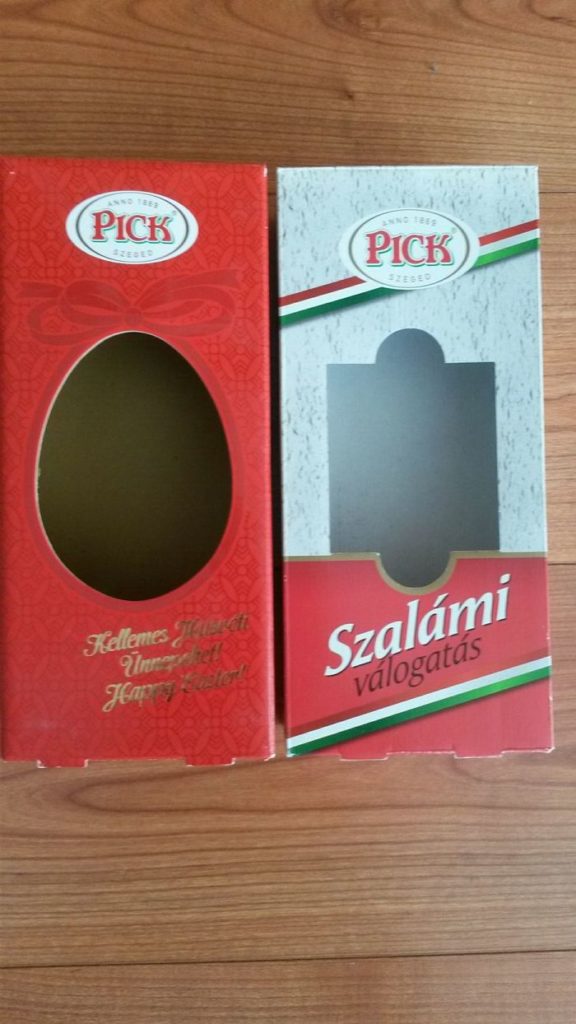 ANNO 1869
PICK®
SZEGED
Kellemes Húsvéti
Ünnepeket!
Happy Easter!
ANNO 1869
PICK®
SZEGED
Szalámi
válogatás